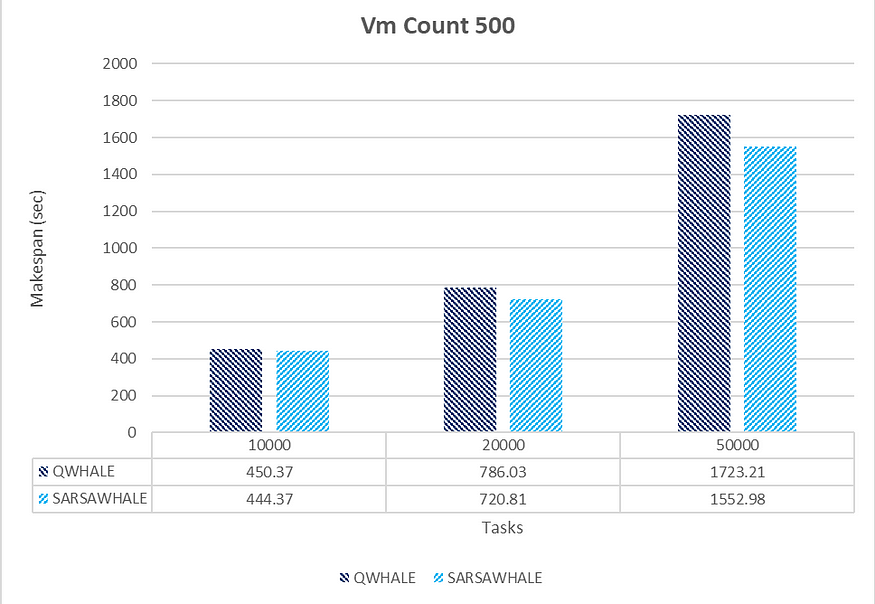 Vm Count 500
2000
1800
1600
1400
1200
1000
800
600
400
200
0
Makespan (sec)
10000 20000 50000
QWHALE 450.37 786.03 1723.21
SARSAWHALE 444.37 720.81 1552.98
Tasks
QWHALE SARSAWHALE